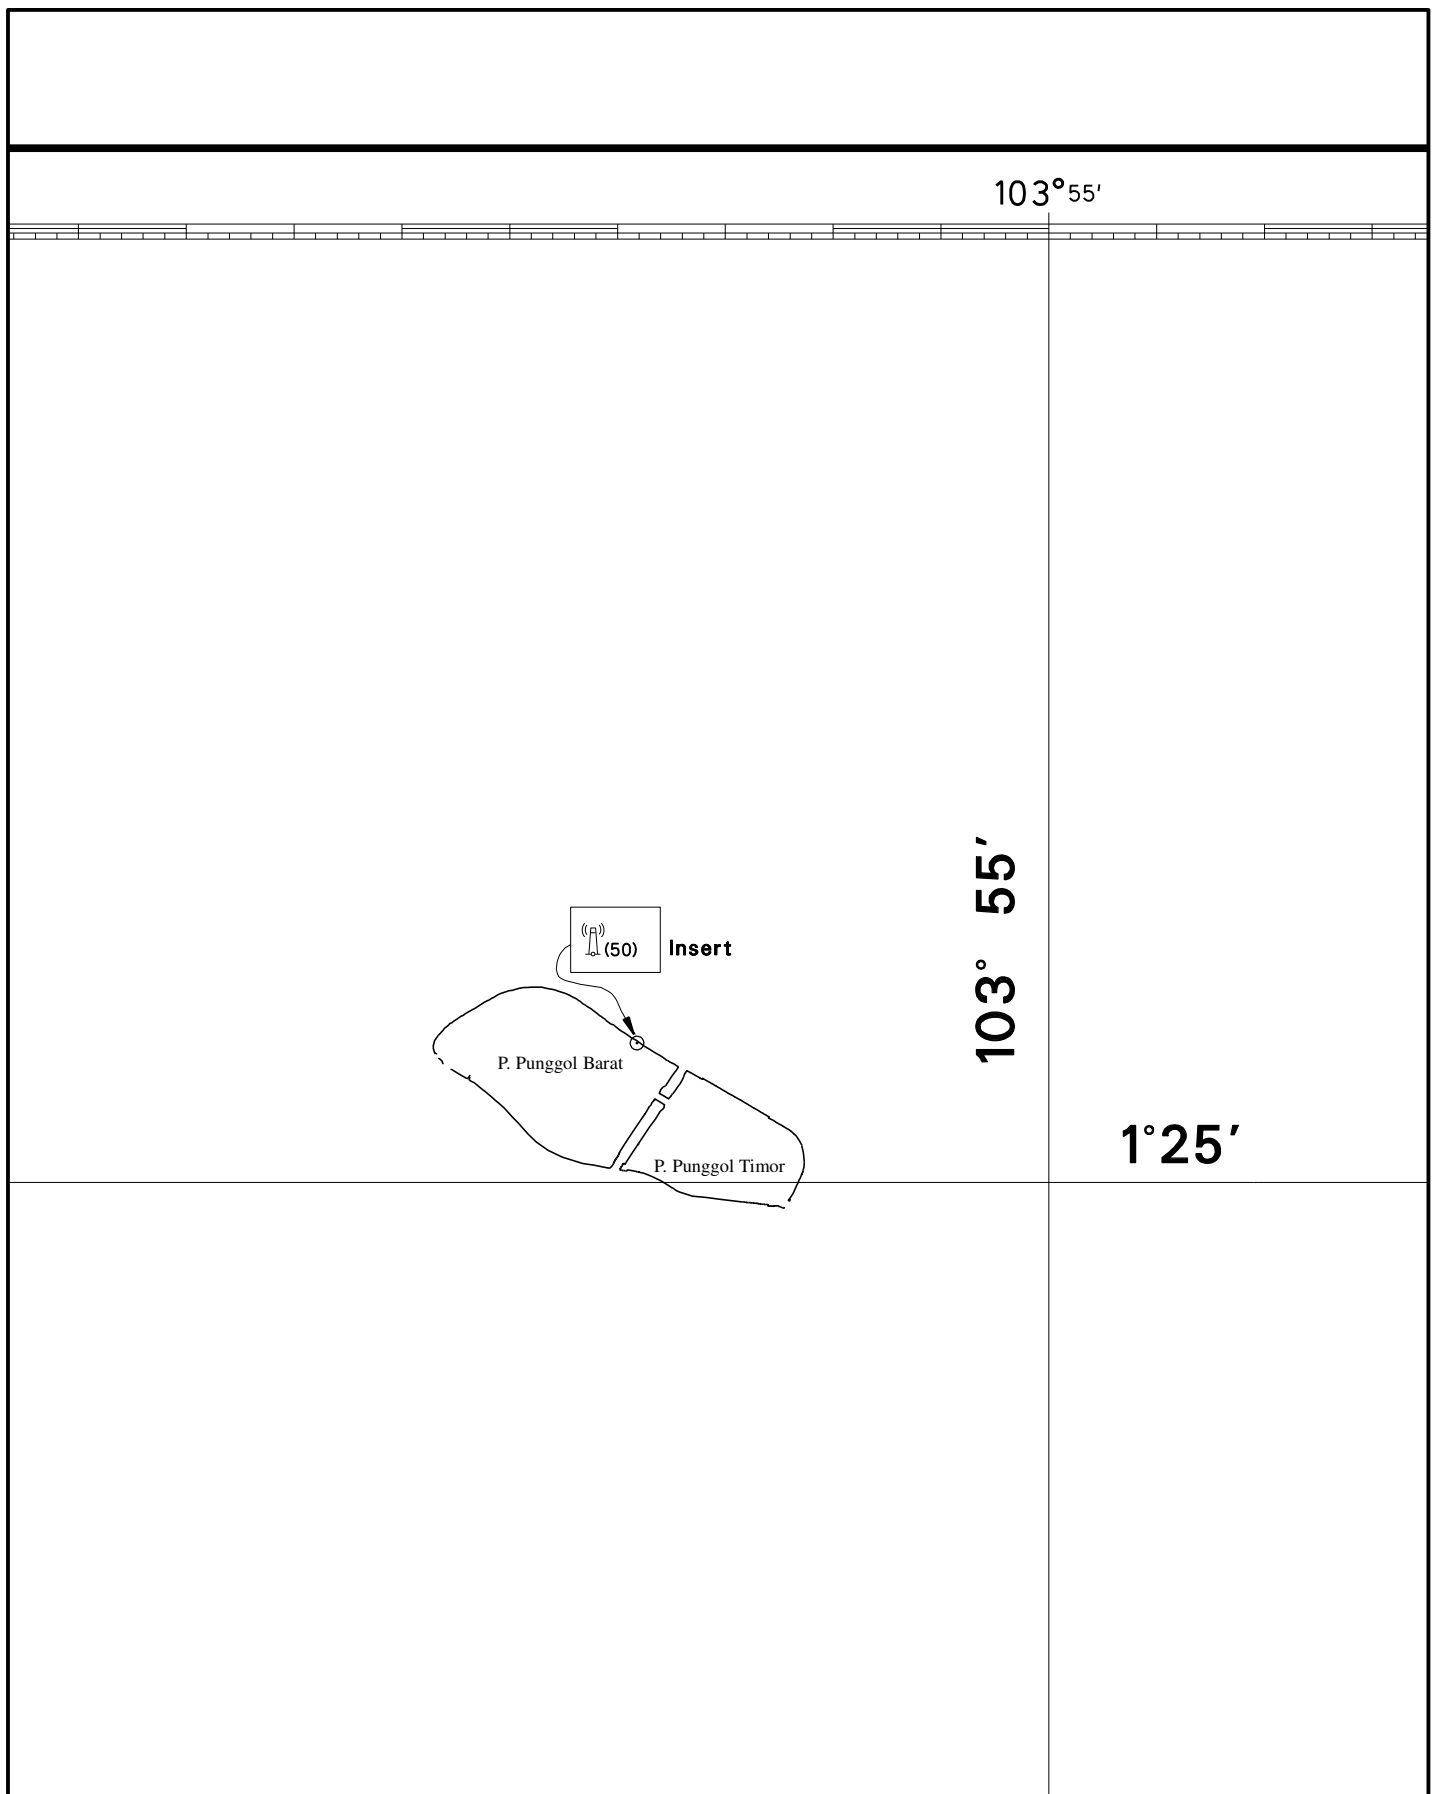 103°55'
103° 55′
(50)
Insert
P. Punggol Barat
1°25′
P. Punggol Timor